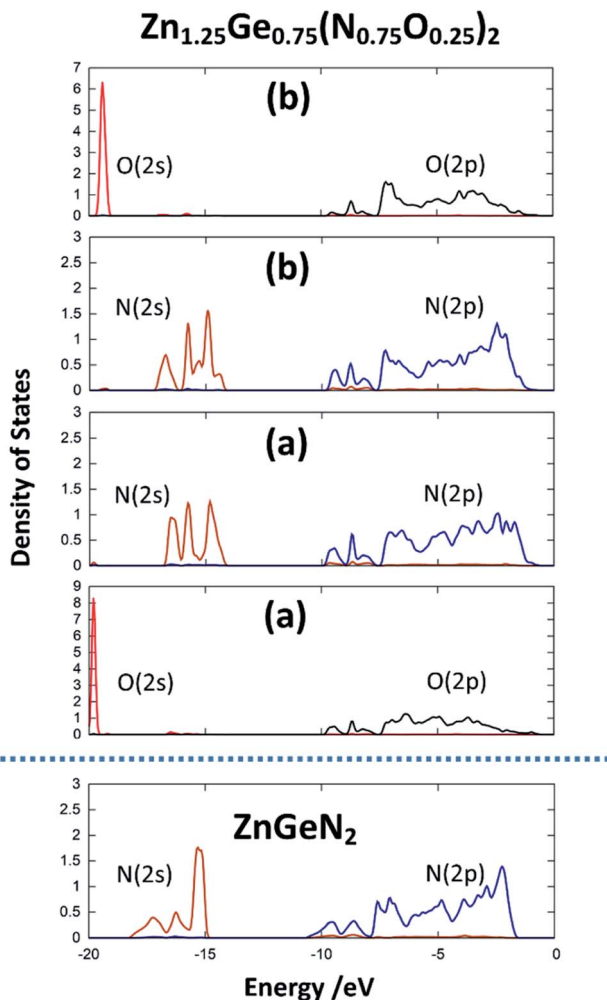 Zn₁.₂₅Ge₀.₇₅(N₀.₇₅O₀.₂₅)₂
Density of States
7
6
5
4
3
2
1
0
(b)
O(2s)
O(2p)
3
2.5
2
1.5
1
0.5
0
(b)
N(2s)
N(2p)
3
2.5
2
1.5
1
0.5
0
(a)
N(2s)
N(2p)
9
8
7
6
5
4
3
2
1
0
(a)
O(2s)
O(2p)
3
2.5
2
1.5
1
0.5
0
ZnGeN₂
N(2s)
N(2p)
-20 -15 -10 -5 0
Energy /eV